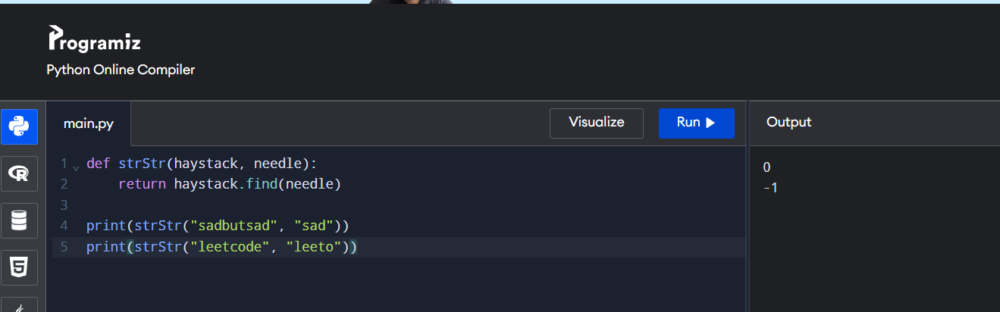 Programiz
Python Online Compiler
main.py
Visualize
Run
Output
1 def strStr(haystack, needle):
2     return haystack.find(needle)
3
4 print(strStr("sadbutsad", "sad"))
5 print(strStr("leetcode", "leeto"))
0
-1